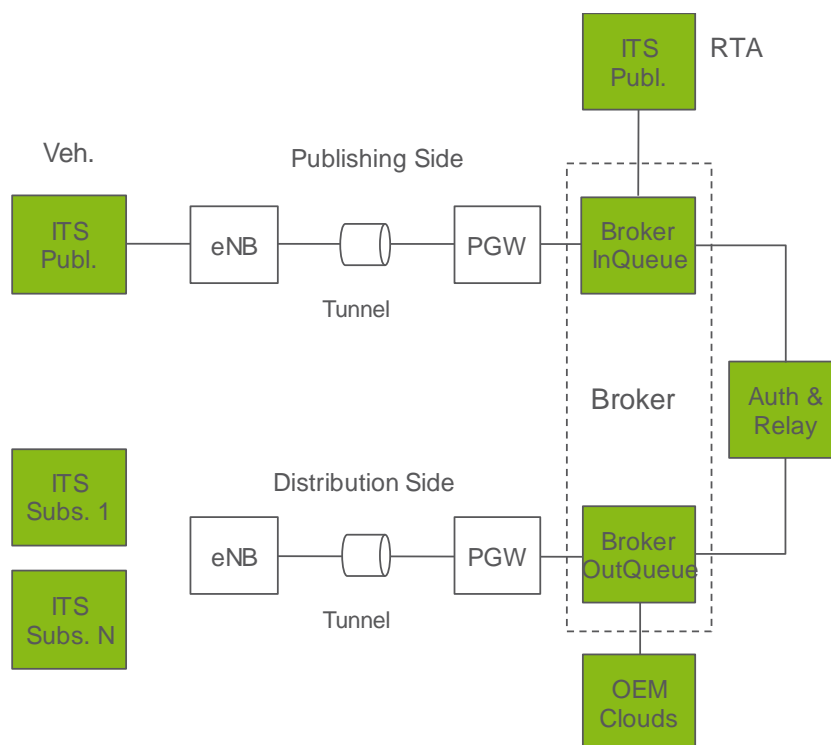 ITS
Publ.
RTA
Veh.
Publishing Side
ITS
Publ.
eNB
PGW
Broker
InQueue
Tunnel
Broker
Auth &
Relay
ITS
Subs. 1
Distribution Side
eNB
PGW
Broker
OutQueue
ITS
Subs. N
Tunnel
OEM
Clouds